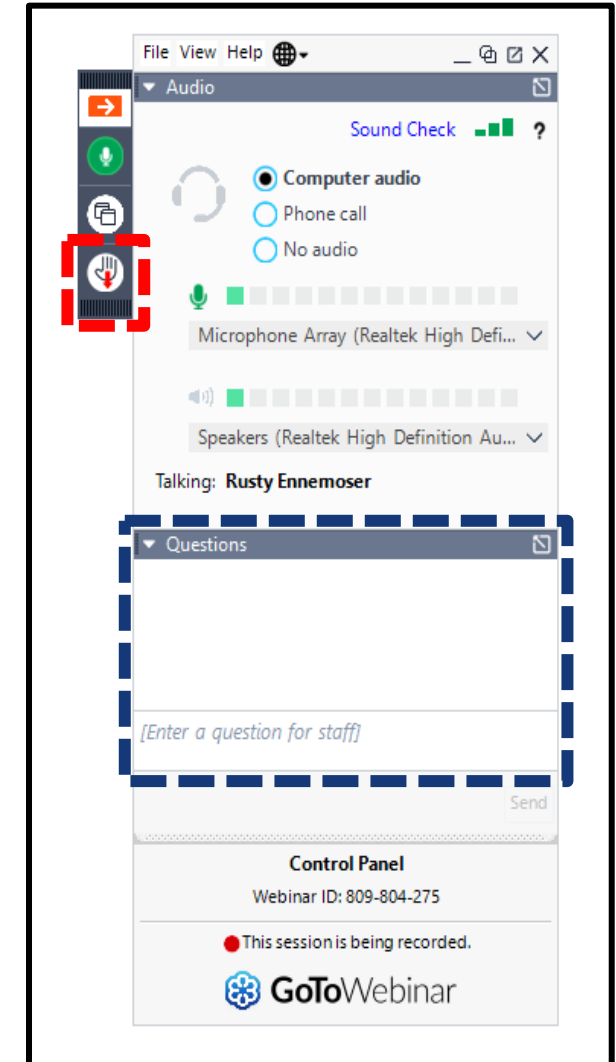 File View Help
Audio
Sound Check ?
Computer audio
Phone call
No audio
Microphone Array (Realtek High Defi...
Speakers (Realtek High Definition Au...
Talking: Rusty Ennemoser
Questions
[Enter a question for staff]
Send
Control Panel
Webinar ID: 809-804-275
This session is being recorded.
GoToWebinar